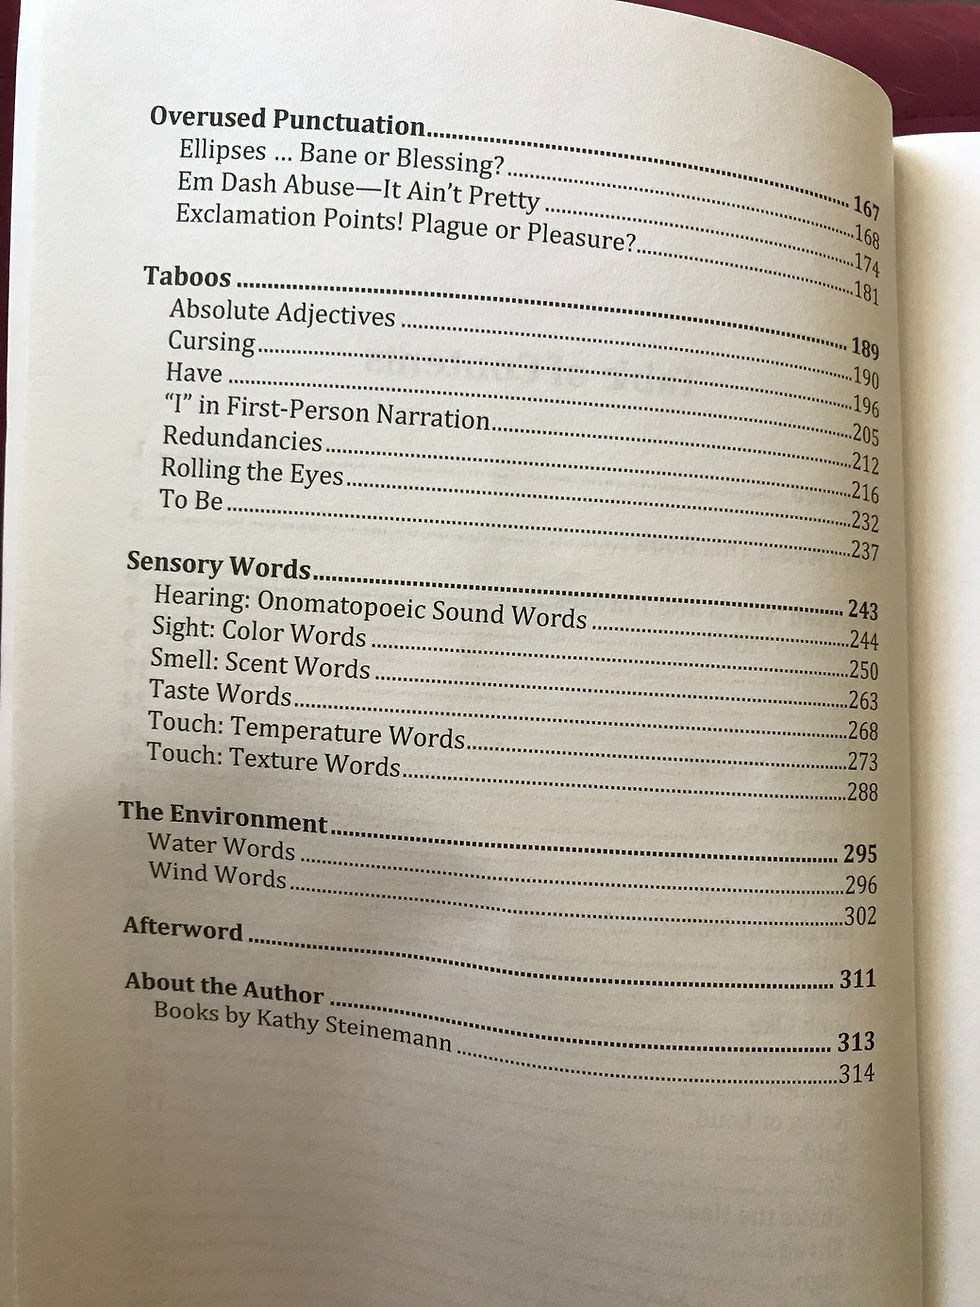 Overused Punctuation 167
Ellipses ... Bane or Blessing? 168
Em Dash Abuse—It Ain't Pretty 174
Exclamation Points! Plague or Pleasure? 181
Taboos 189
Absolute Adjectives 190
Cursing 196
Have 205
“I” in First-Person Narration 212
Redundancies 216
Rolling the Eyes 232
To Be 237
Sensory Words 243
Hearing: Onomatopoeic Sound Words 244
Sight: Color Words 250
Smell: Scent Words 263
Taste Words 268
Touch: Temperature Words 273
Touch: Texture Words 288
The Environment 295
Water Words 296
Wind Words 302
Afterword 311
About the Author 313
Books by Kathy Steinemann 314